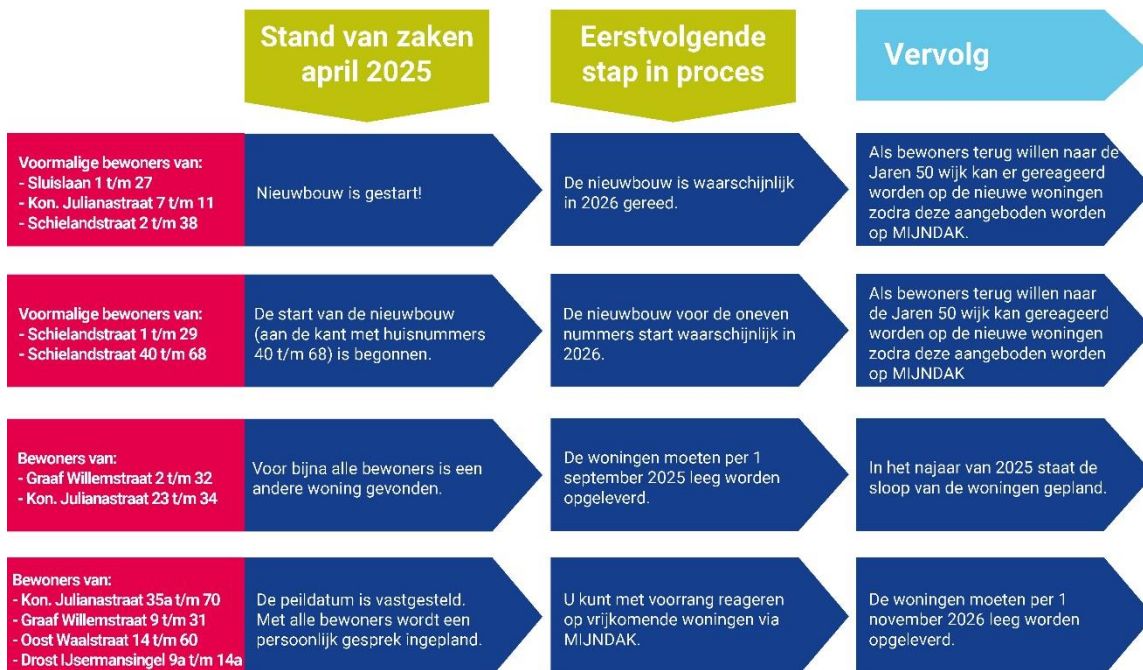 Stand van zaken
april 2025
Eerstvolgende
stap in proces
Vervolg
Voormalige bewoners van:
- Sluislaan 1 t/m 27
- Kon. Julianastraat 7 t/m 11
- Schielandstraat 2 t/m 38
Nieuwbouw is gestart!
De nieuwbouw is waarschijnlijk
in 2026 gereed.
Als bewoners terug willen naar de
Jaren 50 wijk kan er gereageerd
worden op de nieuwe woningen
zodra deze aangeboden worden
op MIJNDAK.
Voormalige bewoners van:
- Schielandstraat 1 t/m 29
- Schielandstraat 40 t/m 68
De start van de nieuwbouw
(aan de kant met huisnummers
40 t/m 68) is begonnen.
De nieuwbouw voor de oneven
nummers start waarschijnlijk in
2026.
Als bewoners terug willen naar
de Jaren 50 wijk kan gereageerd
worden op de nieuwe woningen
zodra deze aangeboden worden
op MIJNDAK
Bewoners van:
- Graaf Willemstraat 2 t/m 32
- Kon. Julianastraat 23 t/m 34
Voor bijna alle bewoners is een
andere woning gevonden.
De woningen moeten per 1
september 2025 leeg worden
opgeleverd.
In het najaar van 2025 staat de
sloop van de woningen gepland.
Bewoners van:
- Kon. Julianastraat 35a t/m 70
- Graaf Willemstraat 9 t/m 31
- Oost Waalstraat 14 t/m 60
- Drost IJsermansingel 9a t/m 14a
De peildatum is vastgesteld.
Met alle bewoners wordt een
persoonlijk gesprek ingepland.
U kunt met voorrang reageren
op vrijkomende woningen via
MIJNDAK.
De woningen moeten per 1
november 2026 leeg worden
opgeleverd.